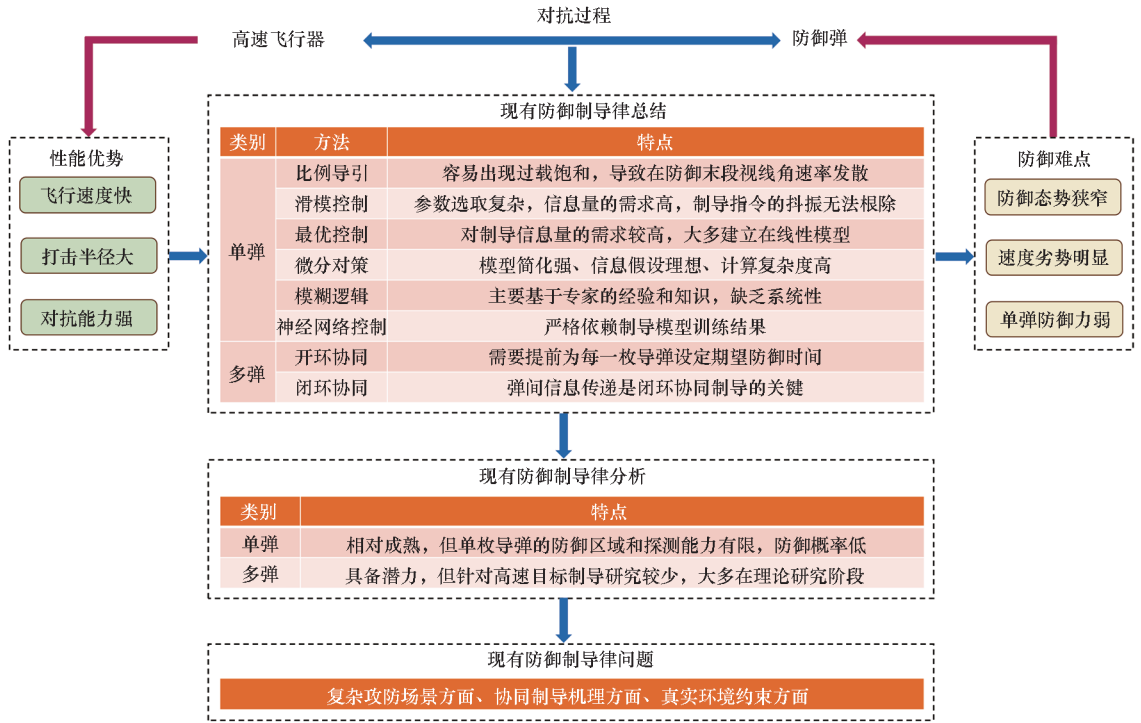 对抗过程
高速飞行器
防御弹
性能优势
飞行速度快
打击半径大
对抗能力强
现有防御制导律总结
类别 方法 特点
单弹
比例导引 容易出现过载饱和，导致在防御末段视线角速率发散
滑模控制 参数选取复杂，信息量的需求高，制导指令的抖振无法根除
最优控制 对制导信息量的需求较高，大多建立在线性模型
微分对策 模型简化强、信息假设理想、计算复杂度高
模糊逻辑 主要基于专家的经验和知识，缺乏系统性
神经网络控制 严格依赖制导模型训练结果
多弹
开环协同 需要提前为每一枚导弹设定期望防御时间
闭环协同 弹间信息传递是闭环协同制导的关键
防御难点
防御态势狭窄
速度劣势明显
单弹防御力弱
现有防御制导律分析
类别 特点
单弹 相对成熟，但单枚导弹的防御区域和探测能力有限，防御概率低
多弹 具备潜力，但针对高速目标制导研究较少，大多在理论研究阶段
现有防御制导律问题
复杂攻防场景方面、协同制导机理方面、真实环境约束方面